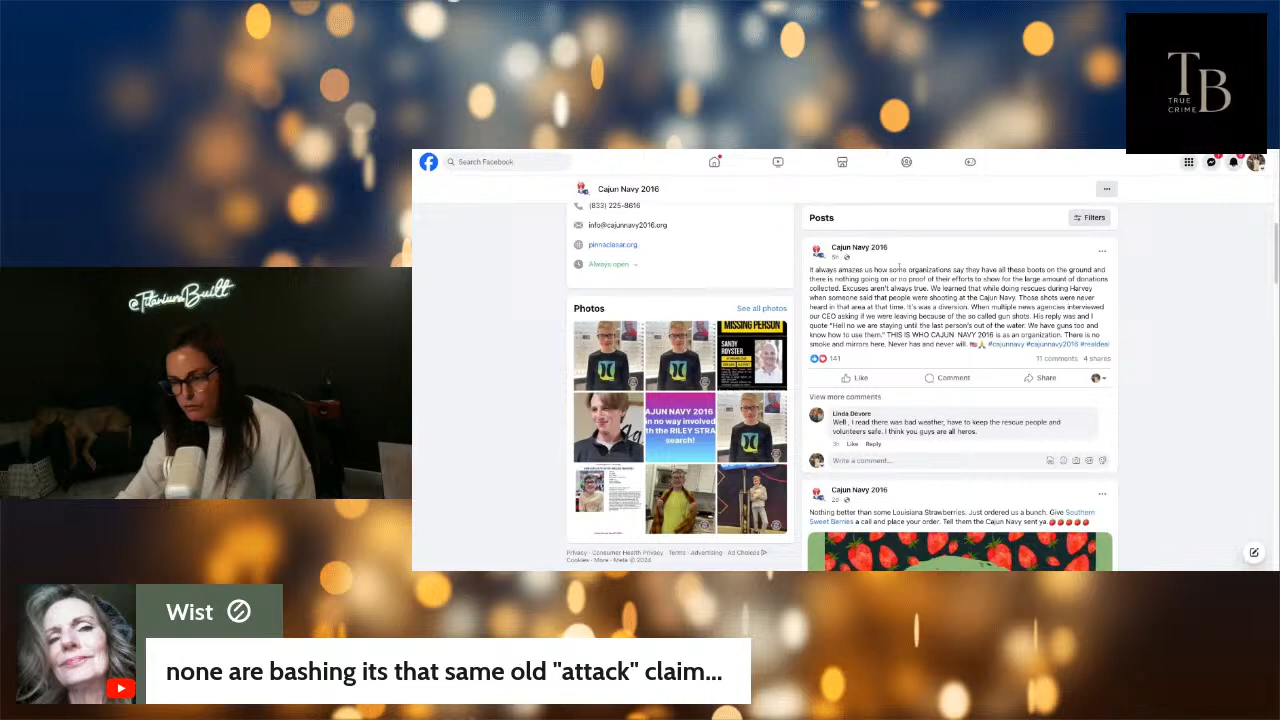 TB
TRUE
CRIME
Search Facebook
Cajun Navy 2016
(833) 225-8616
info@cajunnavy2016.org
pinnaclesar.org
Always open
Photos
See all photos
MISSING PERSON
SANDY
ROYSTER
AJUN NAVY 2016
in no way involved
th the RILEY STRA
search!
Privacy · Consumer Health Privacy · Terms · Advertising · Ad Choices
Cookies · More · Meta © 2024
Posts
Filters
Cajun Navy 2016
5h
It always amazes us how some organizations say they have all these boots on the ground and
there is nothing going on or no proof of their efforts to show for the large amount of donations
collected. Excuses aren't always true. We learned that while doing rescues during Harvey
when someone said that people were shooting at the Cajun Navy. Those shots were never
heard in that area at that time. It's was a diversion. When multiple news agencies interviewed
our CEO asking if we were leaving because of the so called gun shots. His reply was and I
quote "Hell no we are staying until the last person's out of the water. We have guns too and
know how to use them." THIS IS WHO CAJUN NAVY 2016 IS as an organization. There is no
smoke and mirrors here. Never has and never will. 🇺🇸🙏 #cajunnavy #cajunnavy2016 #realdeal
141
11 comments 4 shares
Like Comment Share
View more comments
Linda Devore
Well , I read there was bad weather, have to keep the rescue people and
volunteers safe. I think you guys are all heros.
3h Like Reply
Write a comment...
Cajun Navy 2016
2d
Nothing better than some Louisiana Strawberries. Just ordered us a bunch. Give Southern
Sweet Berries a call and place your order. Tell them the Cajun Navy sent ya.🍓🍓🍓🍓🍓
@TitaniumBuilt
Wist
none are bashing its that same old "attack" claim...